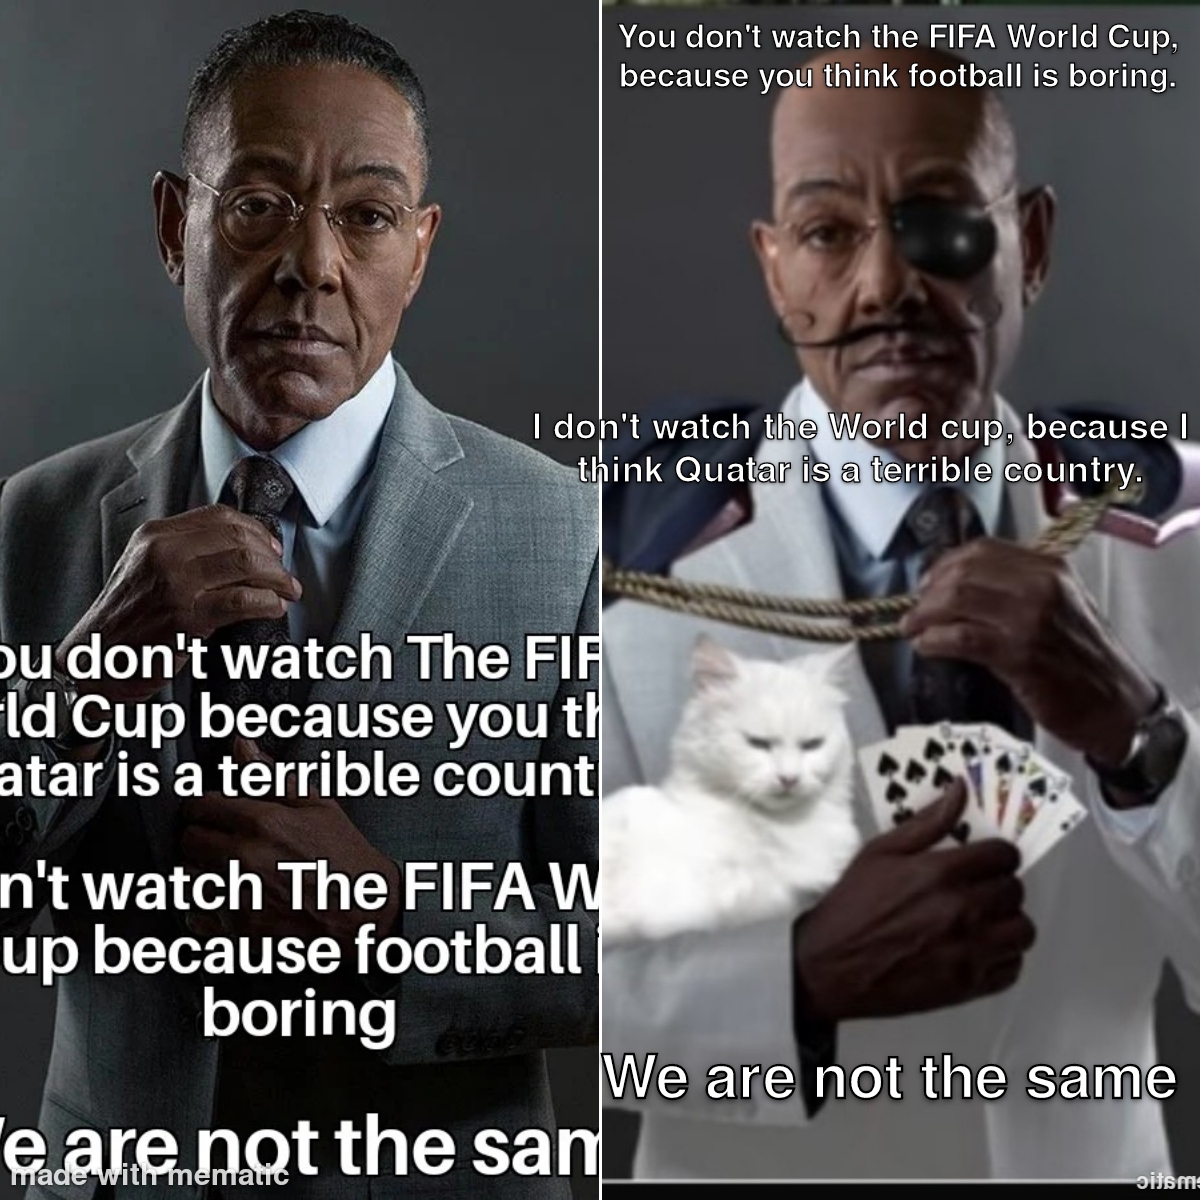 ou don't watch The FIF
rld Cup because you th
atar is a terrible count
n't watch The FIFA W
up because football i
boring
e are not the sam
made with mematic
You don't watch the FIFA World Cup,
because you think football is boring.
I don't watch the World cup, because I
think Quatar is a terrible country.
We are not the same